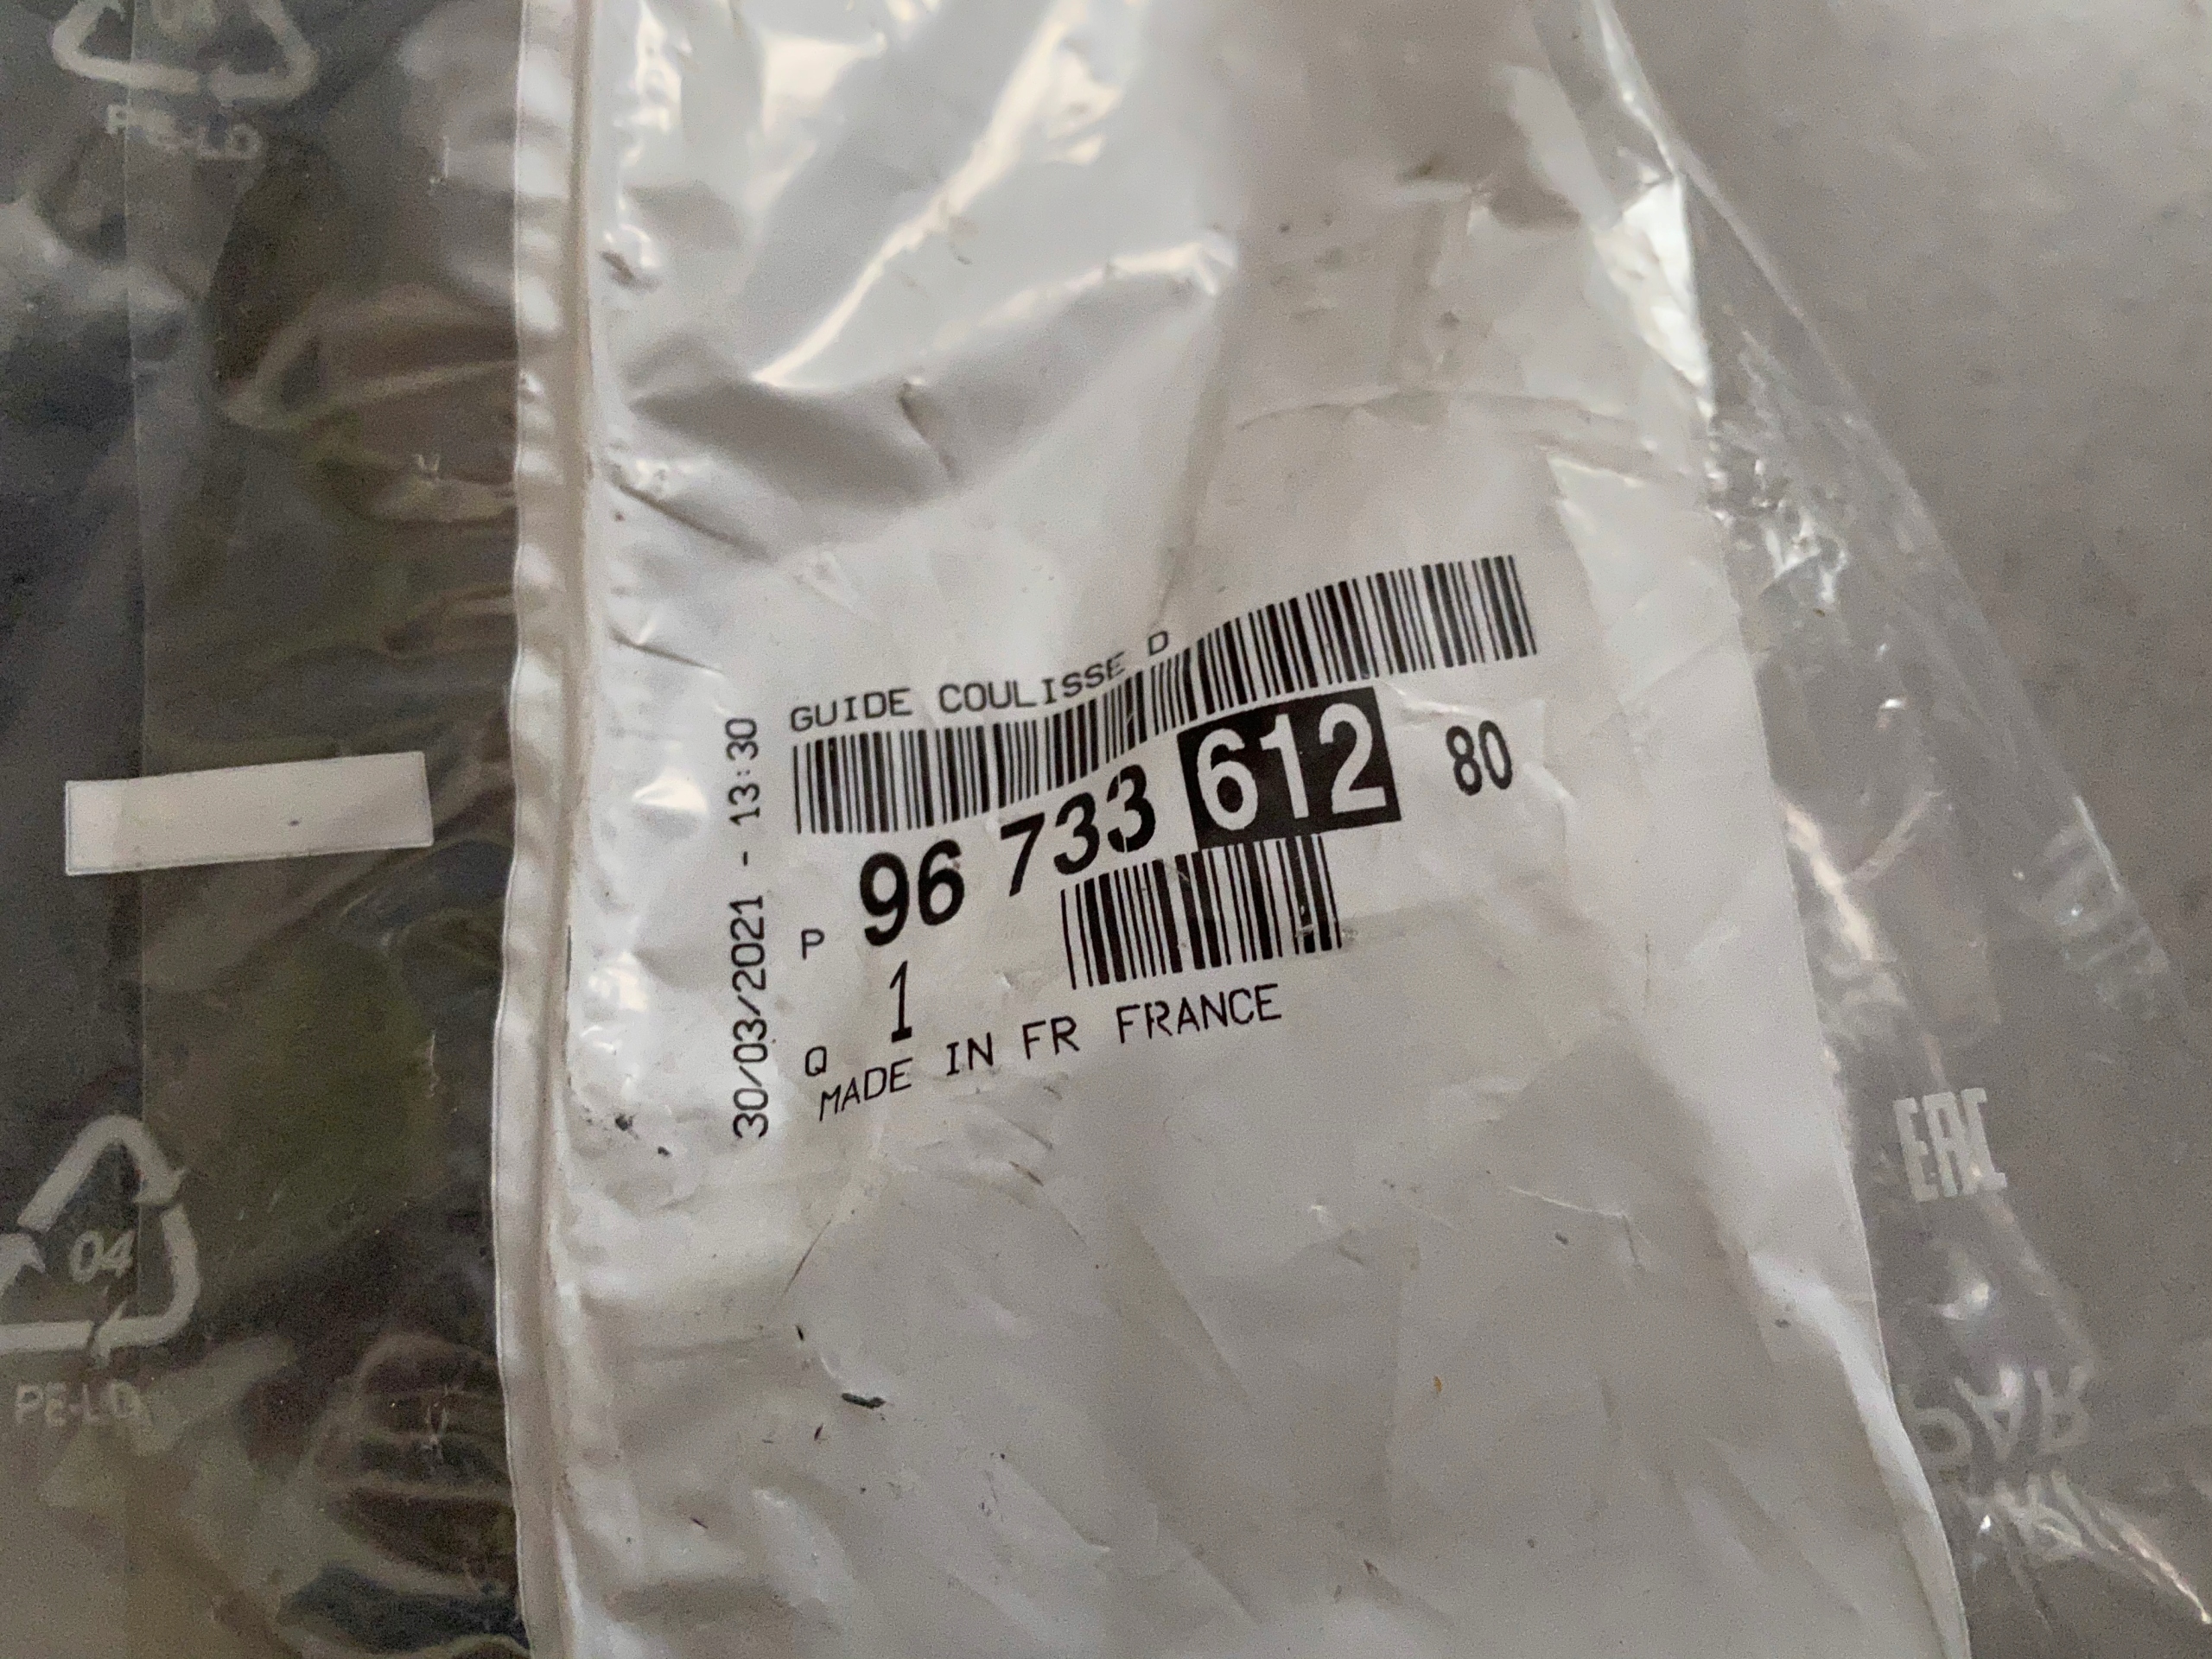 PE-LD
GUIDE COULISSE D
P 96 733 612 80
Q 1
MADE IN FR FRANCE
30/03/2021 - 13:30
04
PE-LD
EAC